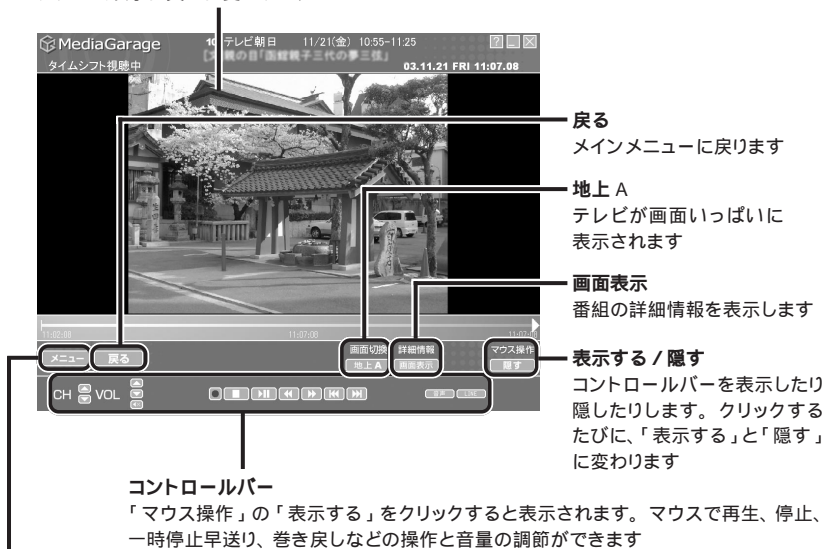 MediaGarage
10 テレビ朝日 11/21(金) 10:55-11:25
タイムシフト視聴中
03.11.21 FRI 11:07.08
戻る
メインメニューに戻ります
地上 A
テレビが画面いっぱいに
表示されます
画面表示
番組の詳細情報を表示します
11:07:08 11:07:08 11:07:08
メニュー 戻る
画面切換 詳細情報 マウス操作
地上 A 画面表示 隠す
表示する / 隠す
コントロールバーを表示したり
隠したりします。クリックする
たびに、「表示する」と「隠す」
に変わります
CH VOL
音声 LINE
コントロールバー
「マウス操作」の「表示する」をクリックすると表示されます。マウスで再生、停止、
一時停止早送り、巻き戻しなどの操作と音量の調節ができます